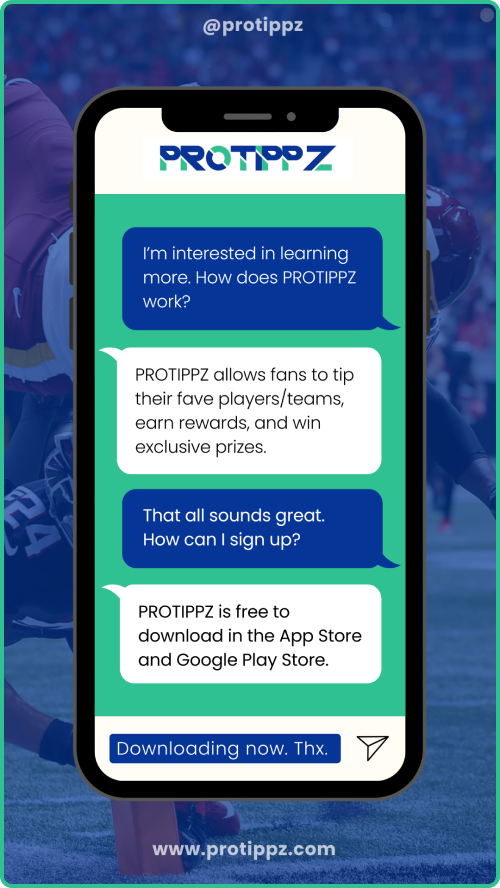 @protippz
PROTIPPZ
I’m interested in learning
more. How does PROTIPPZ
work?
PROTIPPZ allows fans to tip
their fave players/teams,
earn rewards, and win
exclusive prizes.
That all sounds great.
How can I sign up?
PROTIPPZ is free to
download in the App Store
and Google Play Store.
24
Downloading now. Thx.
www.protippz.com